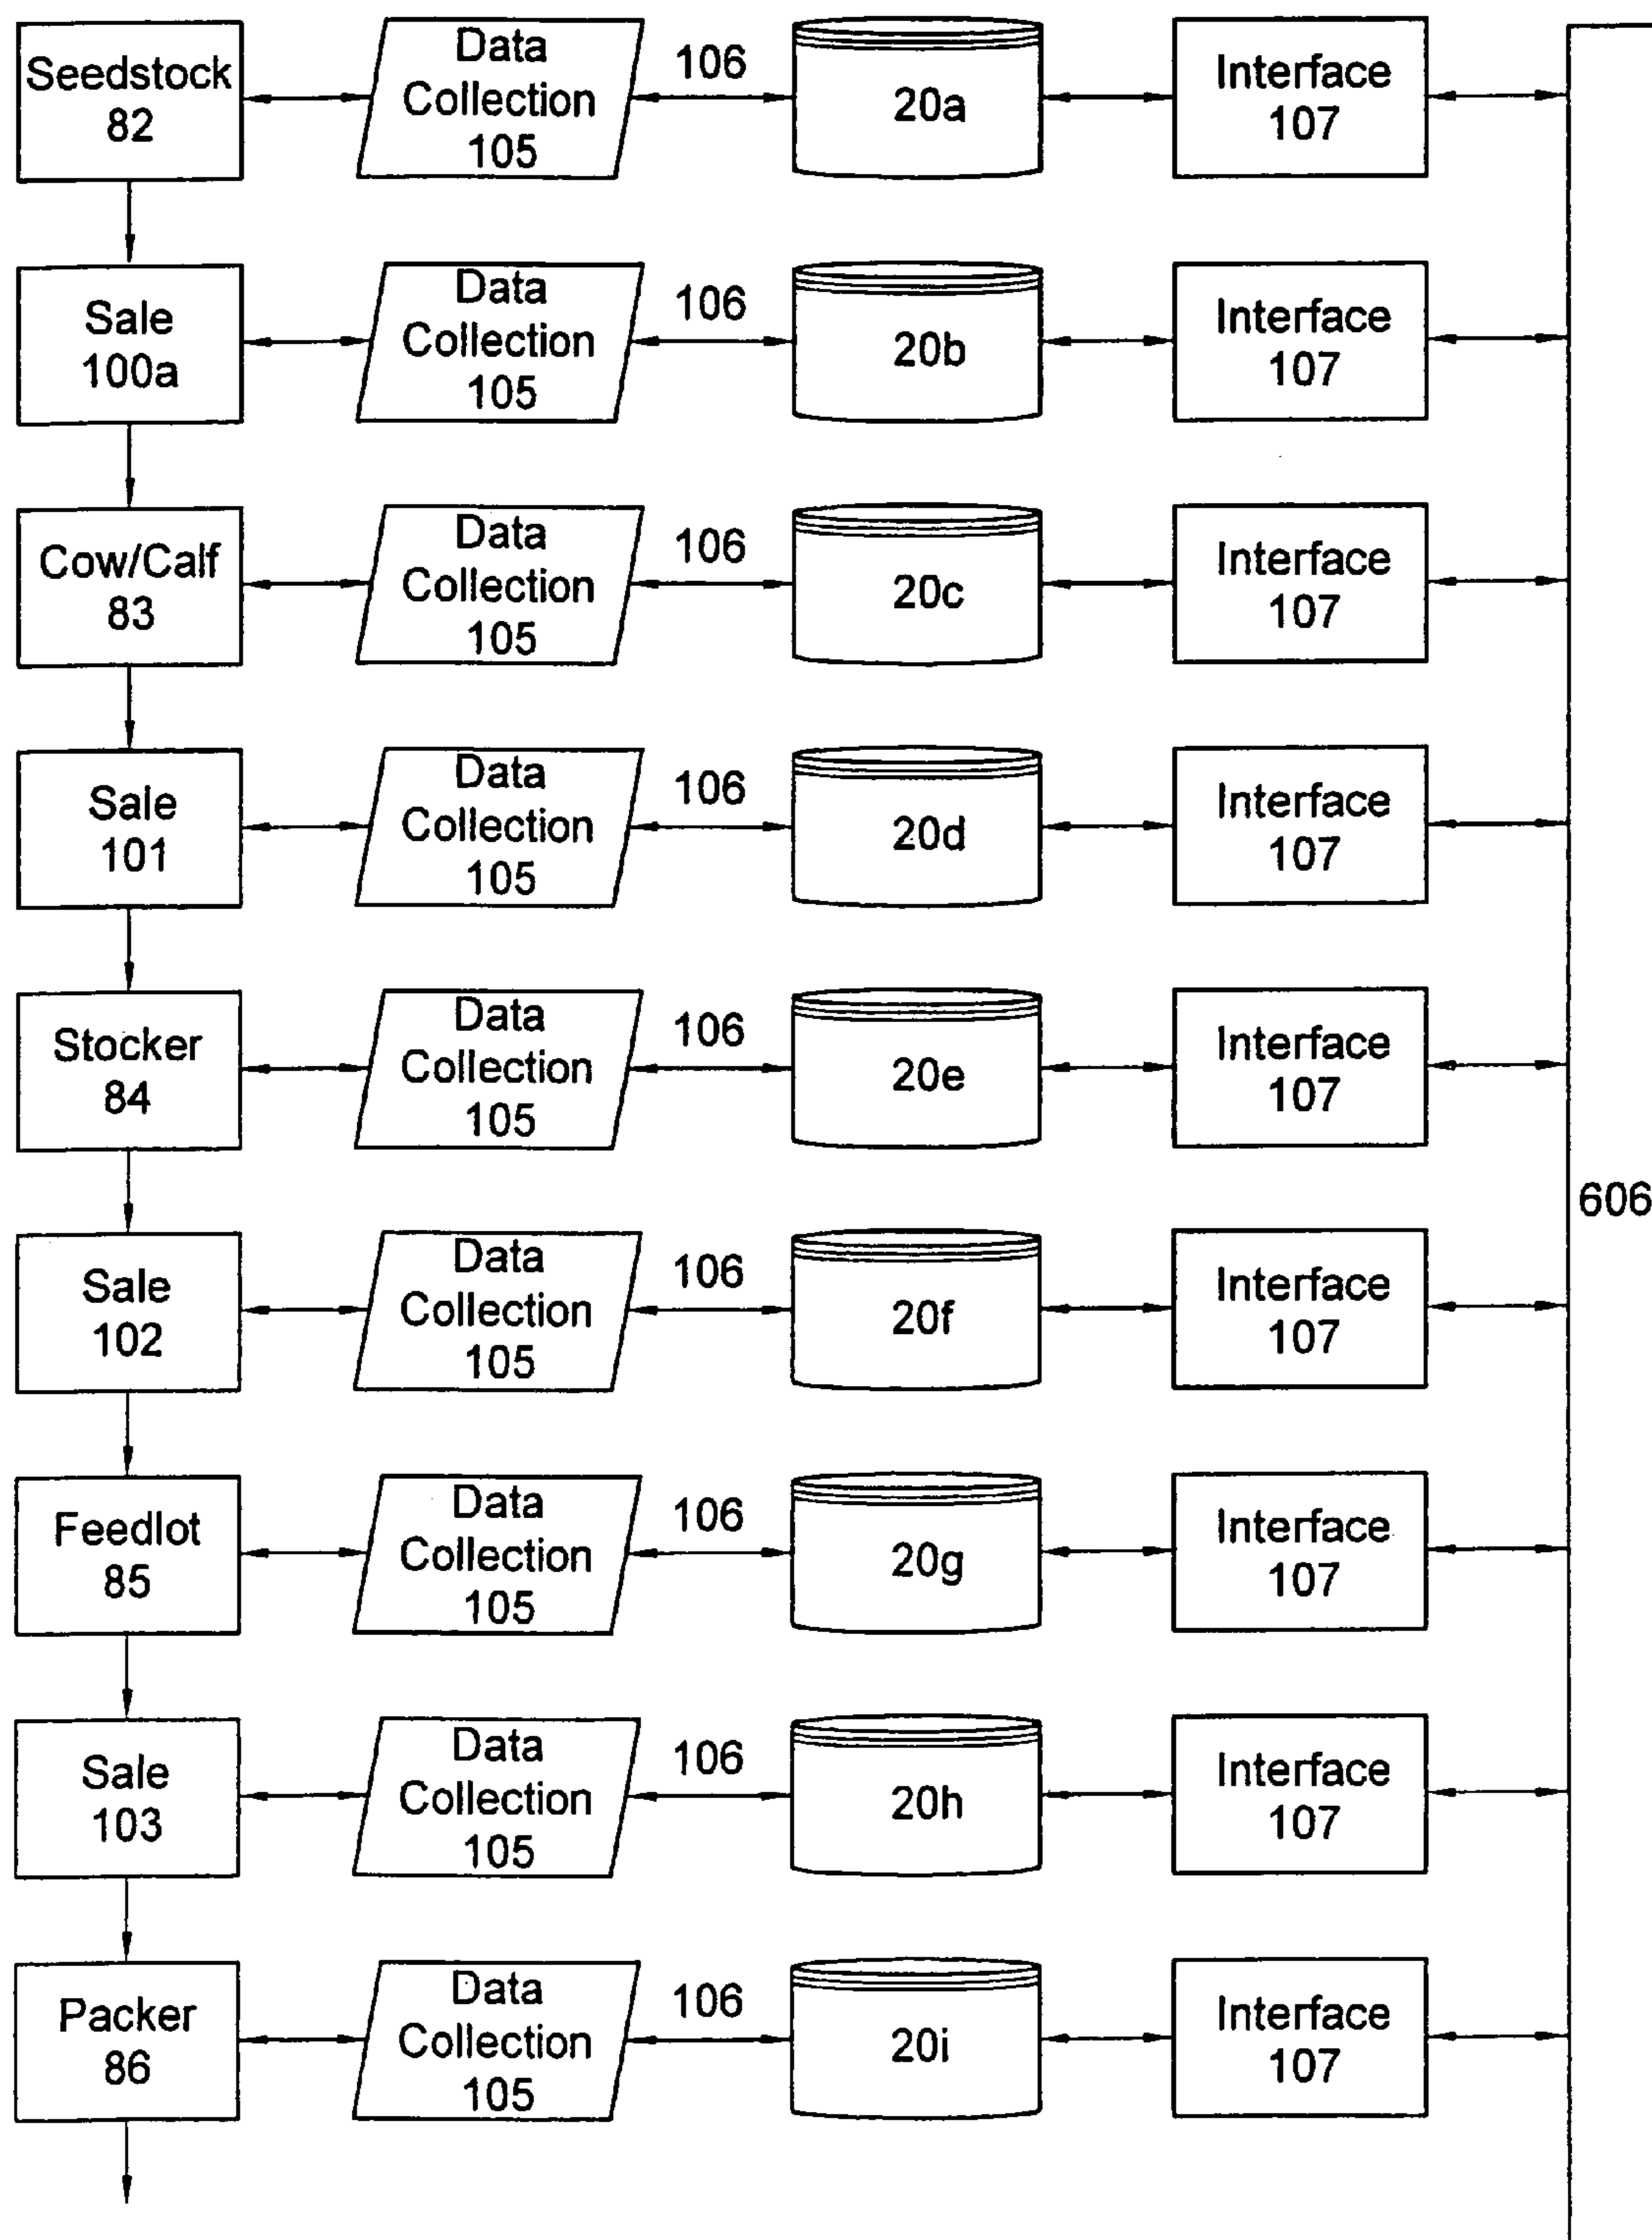 Seedstock
82
Data
Collection
105
106
20a
Interface
107
Sale
100a
Data
Collection
105
106
20b
Interface
107
Cow/Calf
83
Data
Collection
105
106
20c
Interface
107
Sale
101
Data
Collection
105
106
20d
Interface
107
Stocker
84
Data
Collection
105
106
20e
Interface
107
606
Sale
102
Data
Collection
105
106
20f
Interface
107
Feedlot
85
Data
Collection
105
106
20g
Interface
107
Sale
103
Data
Collection
105
106
20h
Interface
107
Packer
86
Data
Collection
105
106
20i
Interface
107